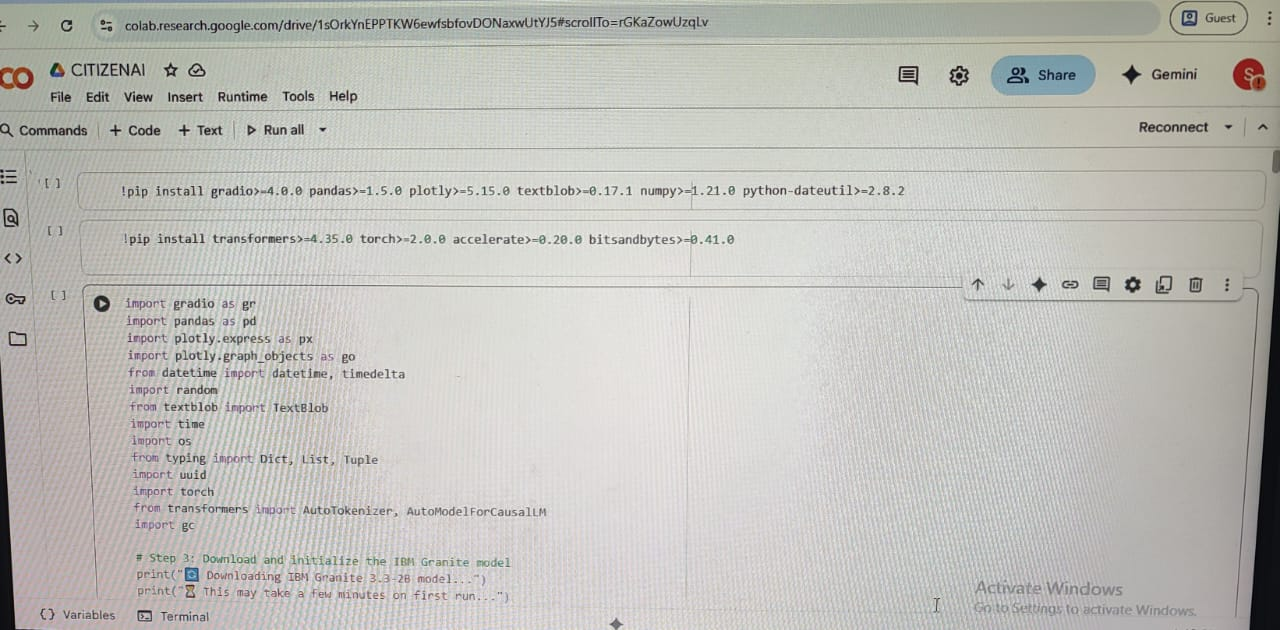 colab.research.google.com/drive/1sOrkYnEPPTKW6ewfsbfovDONaxwUtYJ5#scrollTo=rGKaZowUzqLv
Guest
CO
CITIZENAI
Share
Gemini
S
File Edit View Insert Runtime Tools Help
Commands + Code + Text Run all
Reconnect
[ ]
!pip install gradio>=4.0.0 pandas>=1.5.0 plotly>=5.15.0 textblob>=0.17.1 numpy>=1.21.0 python-dateutil>=2.8.2
[ ]
!pip install transformers>=4.35.0 torch>=2.0.0 accelerate>=0.20.0 bitsandbytes>=0.41.0
[ ]
import gradio as gr
import pandas as pd
import plotly.express as px
import plotly.graph_objects as go
from datetime import datetime, timedelta
import random
from textblob import TextBlob
import time
import os
from typing import Dict, List, Tuple
import uuid
import torch
from transformers import AutoTokenizer, AutoModelForCausalLM
import gc
# Step 3: Download and initialize the IBM Granite model
print("🔄 Downloading IBM Granite 3.3-2B model...")
print("⏳ This may take a few minutes on first run...")
Activate Windows
Go to Settings to activate Windows.
{} Variables Terminal